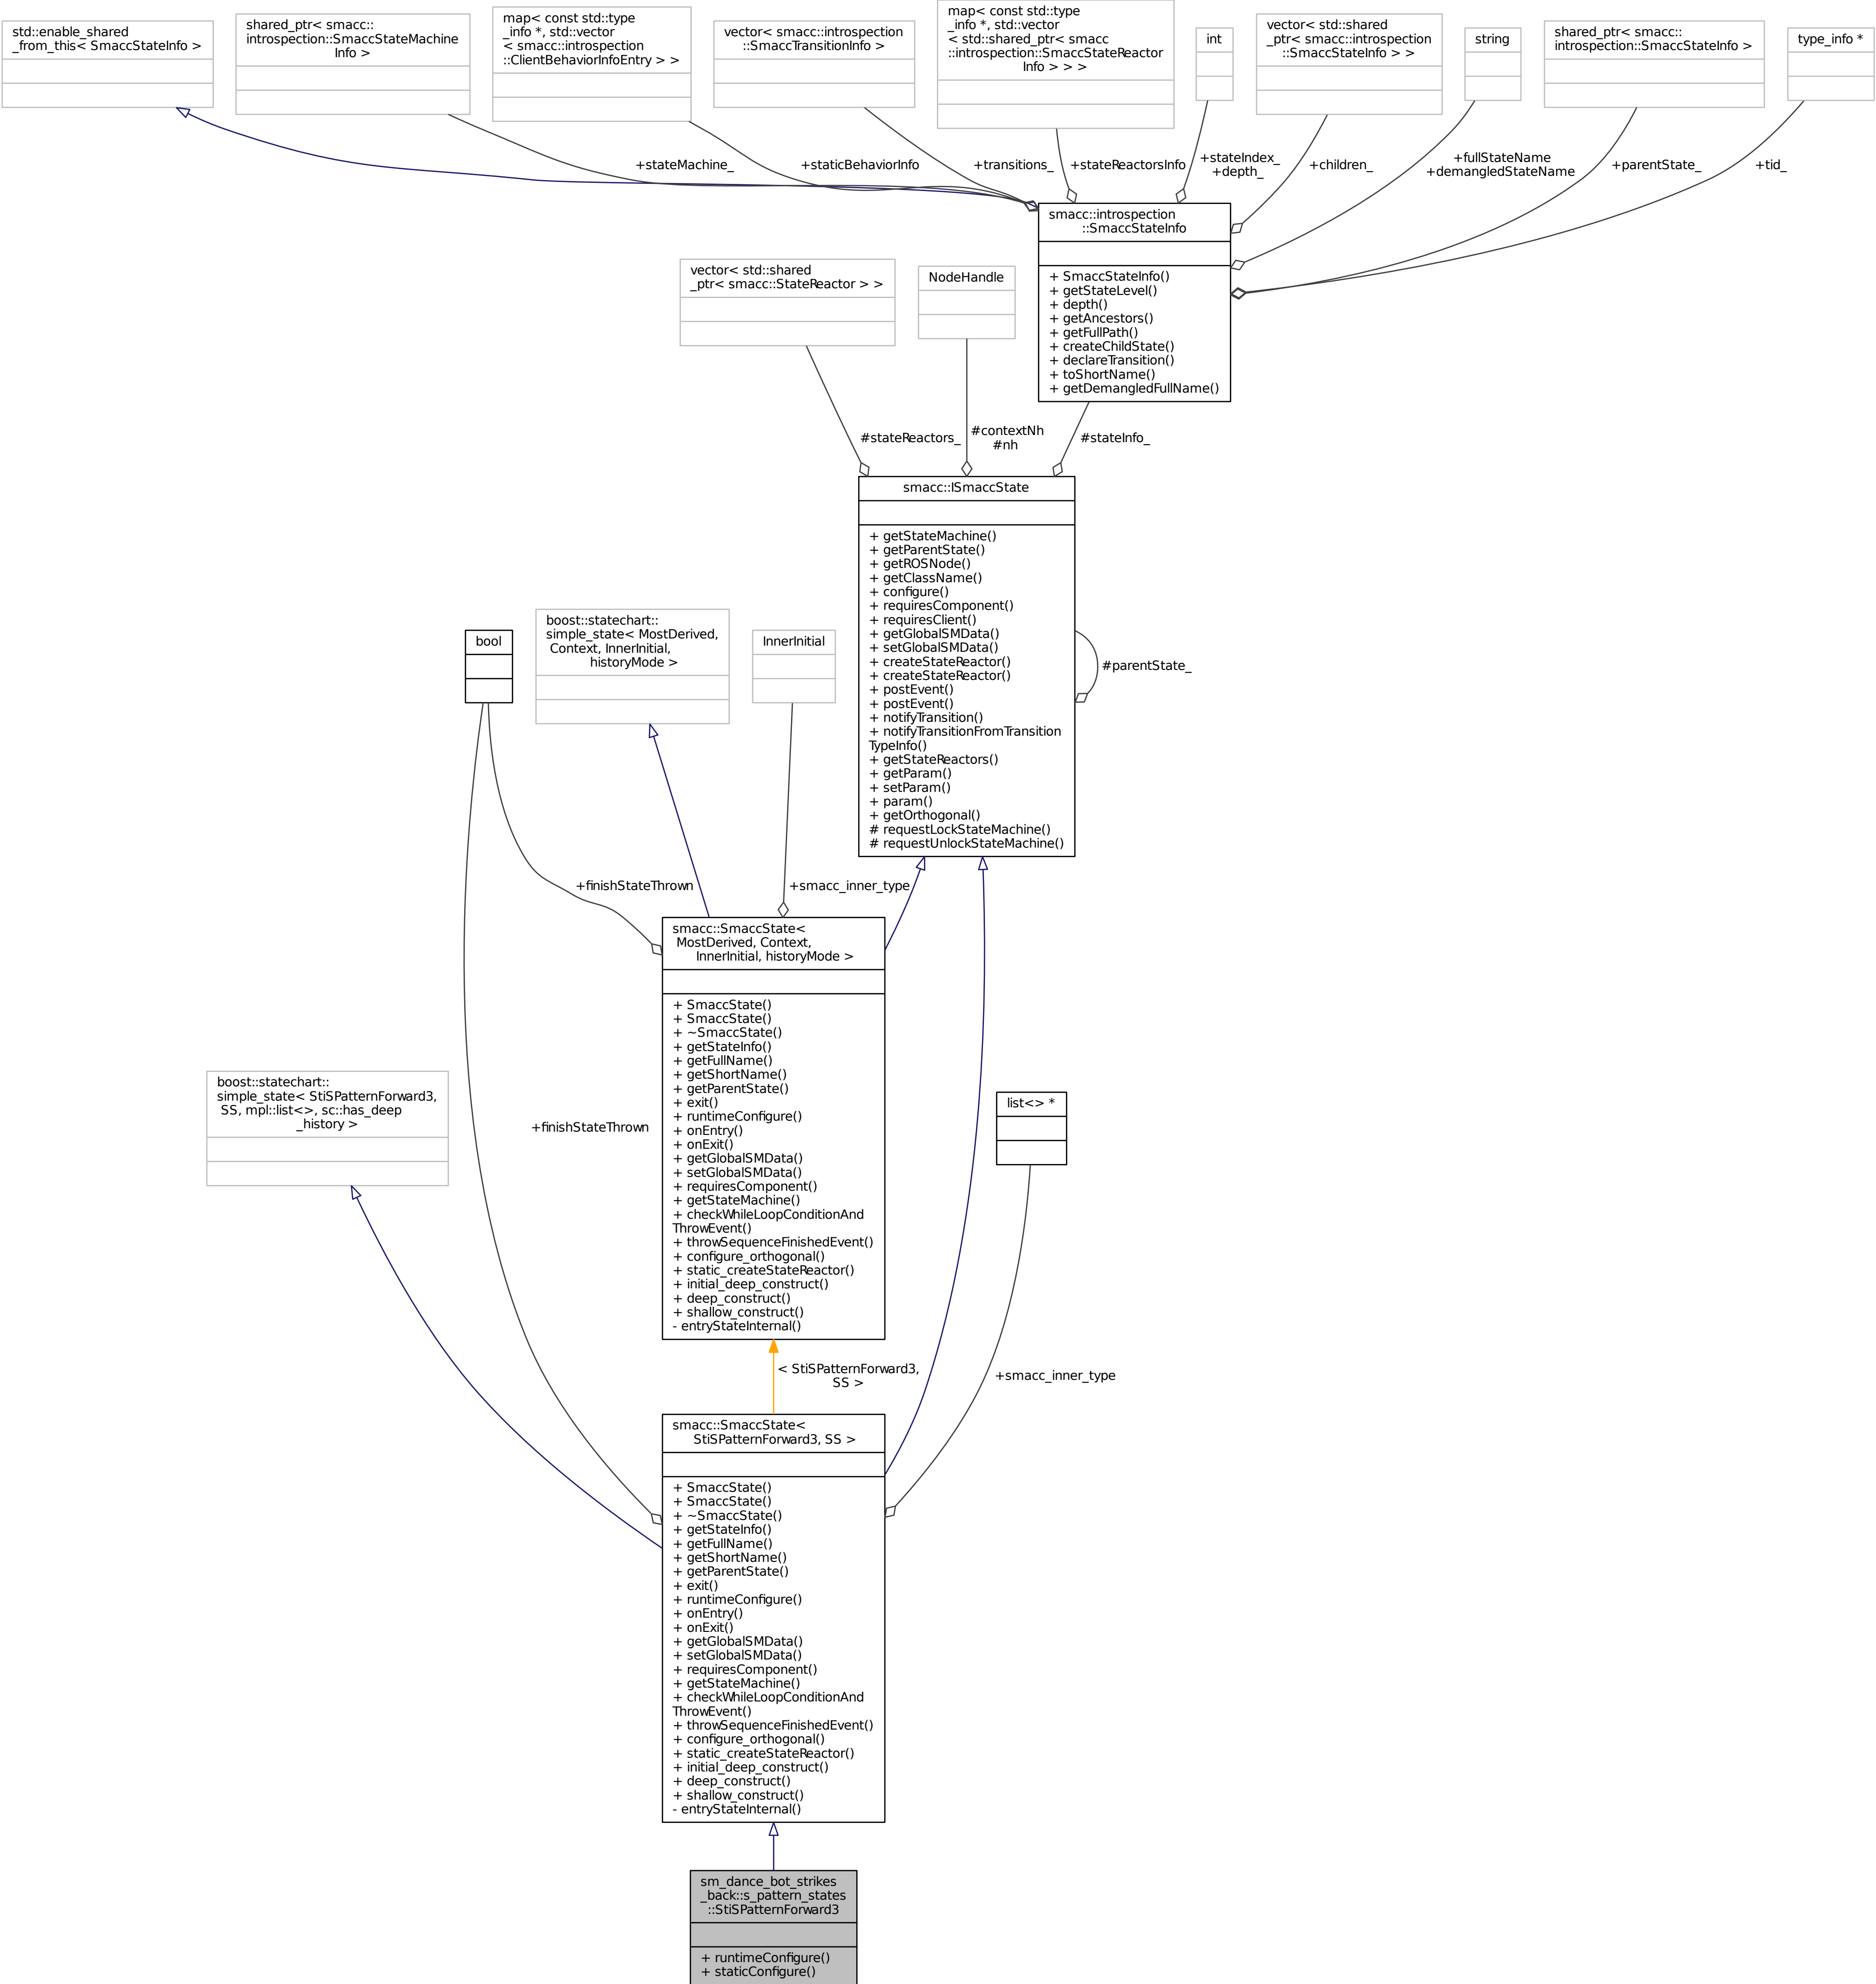 std::enable_shared
_from_this< SmaccStateInfo >
shared_ptr< smacc::
introspection::SmaccStateMachine
Info >
map< const std::type
_info *, std::vector
< smacc::introspection
::ClientBehaviorInfoEntry > >
vector< smacc::introspection
::SmaccTransitionInfo >
map< const std::type
_info *, std::vector
< std::shared_ptr< smacc
::introspection::SmaccStateReactor
Info > > >
int
vector< std::shared
_ptr< smacc::introspection
::SmaccStateInfo > >
string
shared_ptr< smacc::
introspection::SmaccStateInfo >
type_info *
+stateMachine_
+staticBehaviorInfo
+transitions_
+stateReactorsInfo
+stateIndex_
+depth_
+children_
+fullStateName
+demangledStateName
+parentState_
+tid_
smacc::introspection
::SmaccStateInfo
+ SmaccStateInfo()
+ getStateLevel()
+ depth()
+ getAncestors()
+ getFullPath()
+ createChildState()
+ declareTransition()
+ toShortName()
+ getDemangledFullName()
vector< std::shared
_ptr< smacc::StateReactor > >
NodeHandle
#stateReactors_
#contextNh
#nh
#stateInfo_
smacc::ISmaccState
+ getStateMachine()
+ getParentState()
+ getROSNode()
+ getClassName()
+ configure()
+ requiresComponent()
+ requiresClient()
+ getGlobalSMData()
+ setGlobalSMData()
+ createStateReactor()
+ createStateReactor()
+ postEvent()
+ postEvent()
+ notifyTransition()
+ notifyTransitionFromTransition
TypeInfo()
+ getStateReactors()
+ getParam()
+ setParam()
+ param()
+ getOrthogonal()
# requestLockStateMachine()
# requestUnlockStateMachine()
#parentState_
bool
boost::statechart::
simple_state< MostDerived,
Context, InnerInitial,
historyMode >
InnerInitial
+finishStateThrown
+smacc_inner_type
smacc::SmaccState<
MostDerived, Context,
InnerInitial, historyMode >
+ SmaccState()
+ SmaccState()
+ ~SmaccState()
+ getStateInfo()
+ getFullName()
+ getShortName()
+ getParentState()
+ exit()
+ runtimeConfigure()
+ onEntry()
+ onExit()
+ getGlobalSMData()
+ setGlobalSMData()
+ requiresComponent()
+ getStateMachine()
+ checkWhileLoopConditionAnd
ThrowEvent()
+ throwSequenceFinishedEvent()
+ configure_orthogonal()
+ static_createStateReactor()
+ initial_deep_construct()
+ deep_construct()
+ shallow_construct()
- entryStateInternal()
boost::statechart::
simple_state< StiSPatternForward3,
SS, mpl::list<>, sc::has_deep
_history >
+finishStateThrown
list<> *
< StiSPatternForward3,
SS >
+smacc_inner_type
smacc::SmaccState<
StiSPatternForward3, SS >
+ SmaccState()
+ SmaccState()
+ ~SmaccState()
+ getStateInfo()
+ getFullName()
+ getShortName()
+ getParentState()
+ exit()
+ runtimeConfigure()
+ onEntry()
+ onExit()
+ getGlobalSMData()
+ setGlobalSMData()
+ requiresComponent()
+ getStateMachine()
+ checkWhileLoopConditionAnd
ThrowEvent()
+ throwSequenceFinishedEvent()
+ configure_orthogonal()
+ static_createStateReactor()
+ initial_deep_construct()
+ deep_construct()
+ shallow_construct()
- entryStateInternal()
sm_dance_bot_strikes
_back::s_pattern_states
::StiSPatternForward3
+ runtimeConfigure()
+ staticConfigure()